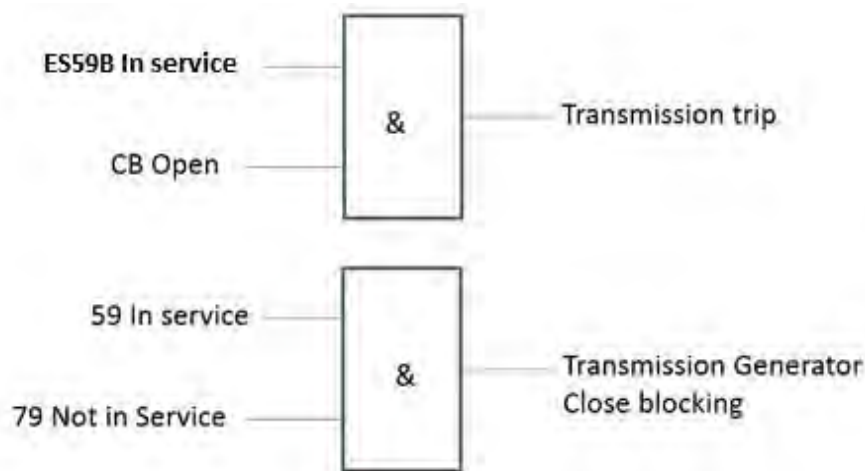 ES59B In service
&
Transmission trip
CB Open
59 In service
&
Transmission Generator
Close blocking
79 Not in Service